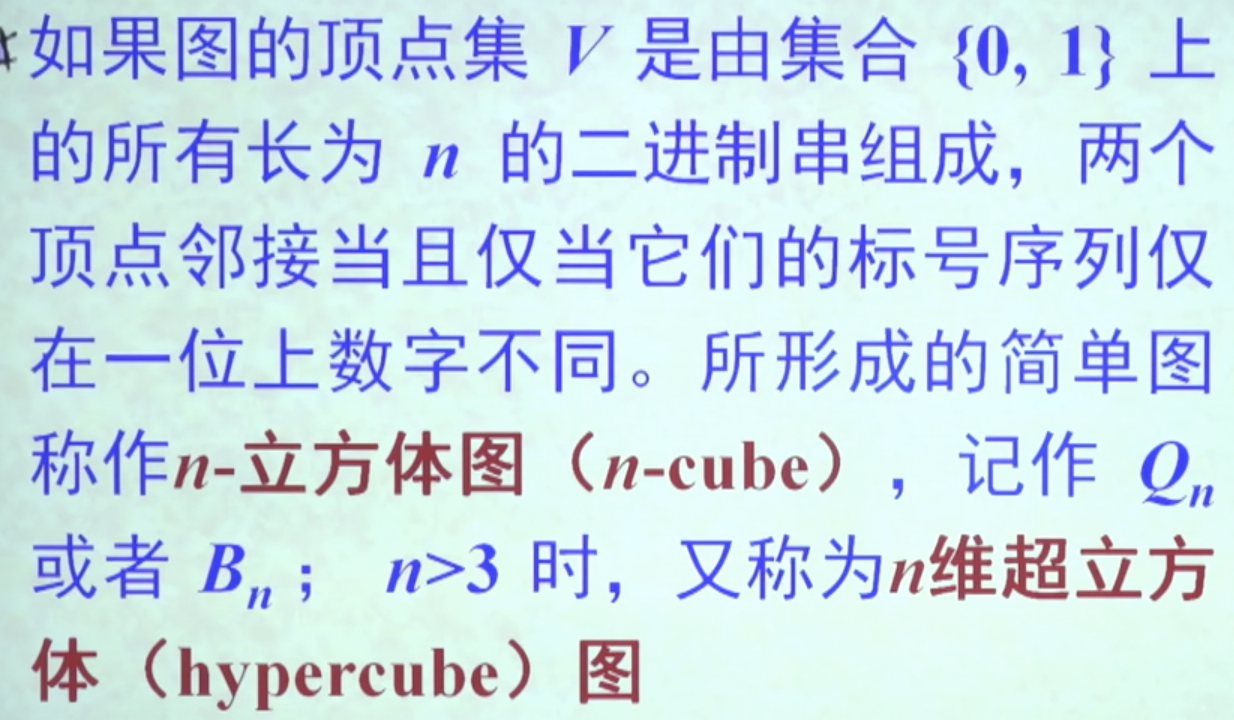 如果图的顶点集 V 是由集合 {0, 1} 上
的所有长为 n 的二进制串组成，两个
顶点邻接当且仅当它们的标号序列仅
在一位上数字不同。所形成的简单图
称作n-立方体图（n-cube），记作 Qn
或者 Bn； n>3 时，又称为n维超立方
体（hypercube）图